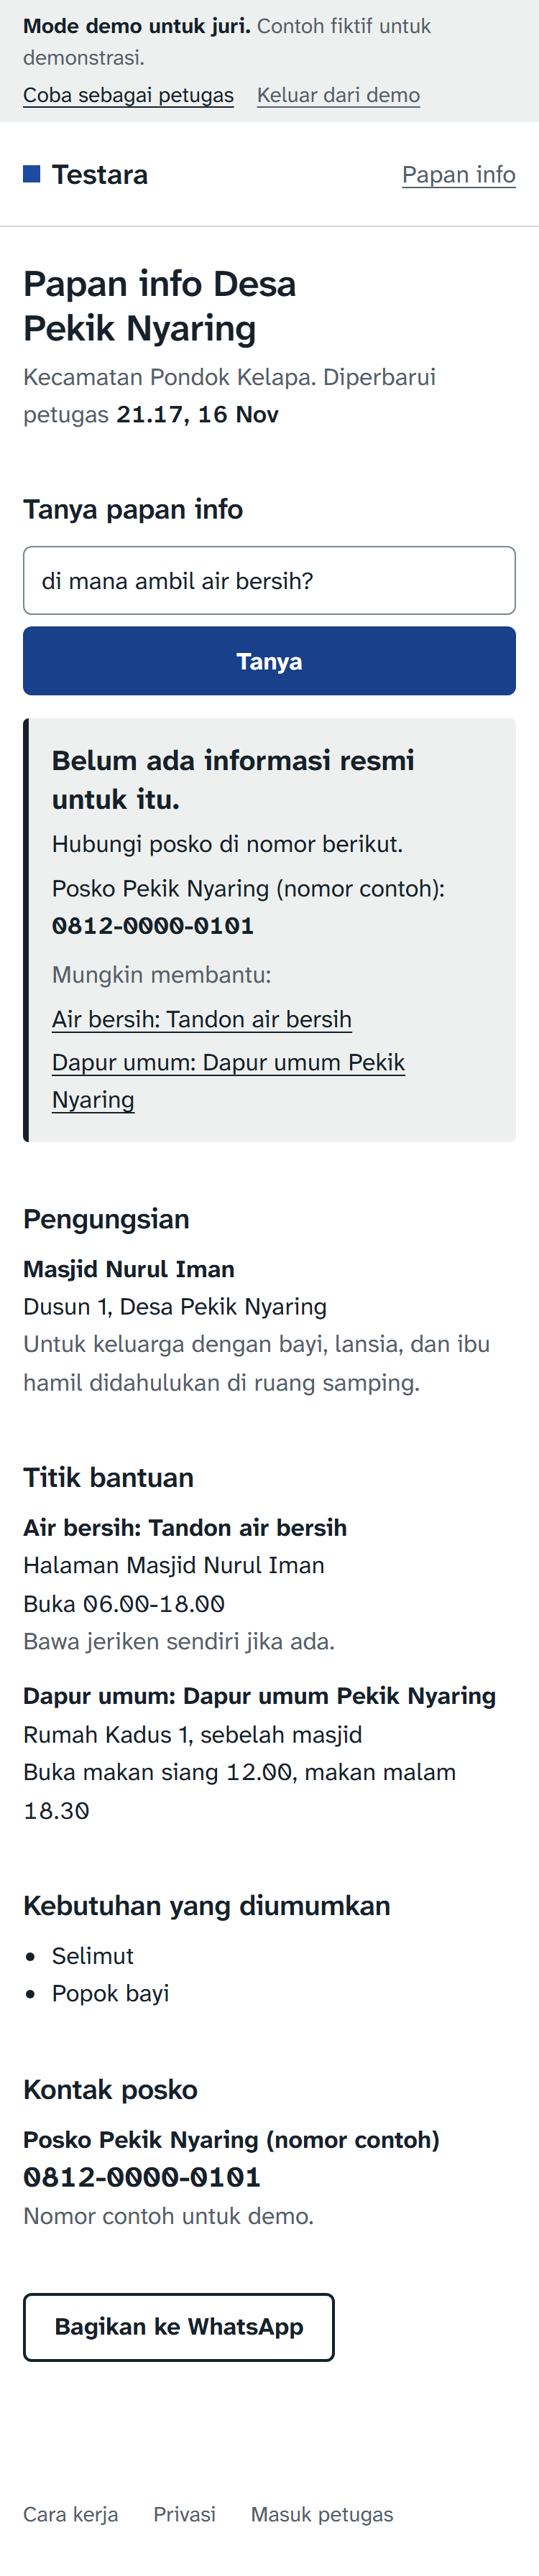 Mode demo untuk juri. Contoh fiktif untuk
demonstrasi.
Coba sebagai petugas Keluar dari demo
Testara Papan info
Papan info Desa
Pekik Nyaring
Kecamatan Pondok Kelapa. Diperbarui
petugas 21.17, 16 Nov
Tanya papan info
di mana ambil air bersih?
Tanya
Belum ada informasi resmi
untuk itu.
Hubungi posko di nomor berikut.
Posko Pekik Nyaring (nomor contoh):
0812-0000-0101
Mungkin membantu:
Air bersih: Tandon air bersih
Dapur umum: Dapur umum Pekik
Nyaring
Pengungsian
Masjid Nurul Iman
Dusun 1, Desa Pekik Nyaring
Untuk keluarga dengan bayi, lansia, dan ibu
hamil didahulukan di ruang samping.
Titik bantuan
Air bersih: Tandon air bersih
Halaman Masjid Nurul Iman
Buka 06.00-18.00
Bawa jeriken sendiri jika ada.
Dapur umum: Dapur umum Pekik Nyaring
Rumah Kadus 1, sebelah masjid
Buka makan siang 12.00, makan malam
18.30
Kebutuhan yang diumumkan
• Selimut
• Popok bayi
Kontak posko
Posko Pekik Nyaring (nomor contoh)
0812-0000-0101
Nomor contoh untuk demo.
Bagikan ke WhatsApp
Cara kerja Privasi Masuk petugas